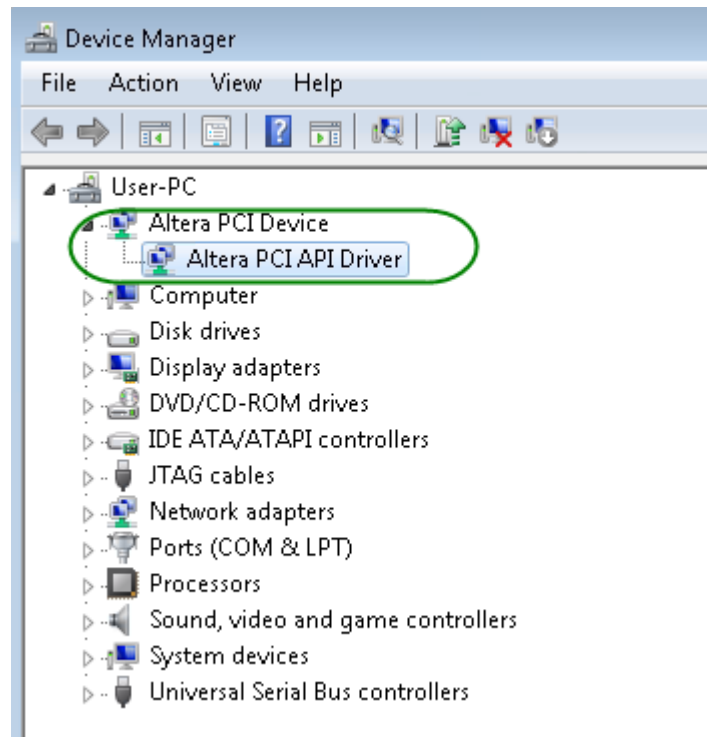 Device Manager
File Action View Help
User-PC
Altera PCI Device
Altera PCI API Driver
Computer
Disk drives
Display adapters
DVD/CD-ROM drives
IDE ATA/ATAPI controllers
JTAG cables
Network adapters
Ports (COM & LPT)
Processors
Sound, video and game controllers
System devices
Universal Serial Bus controllers